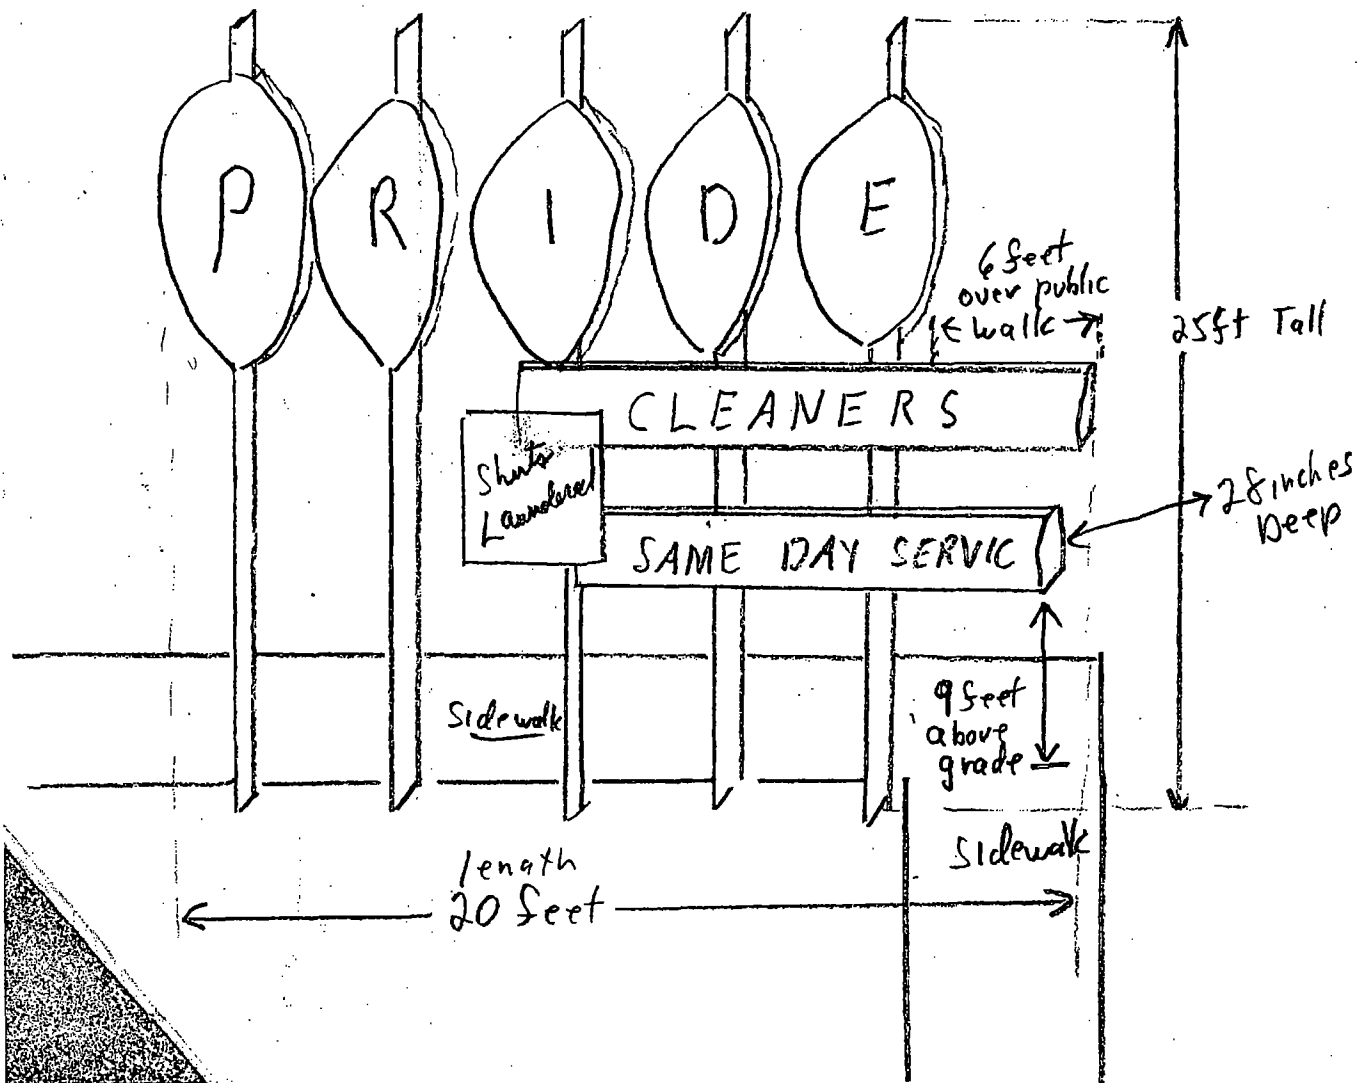 P R I D E
6 feet
over public
walk
25ft Tall
CLEANERS
Shirts
Laundered
28 inches
Deep
SAME DAY SERVIC
Sidewalk
9 feet
above
grade
Sidewalk
length
20 feet